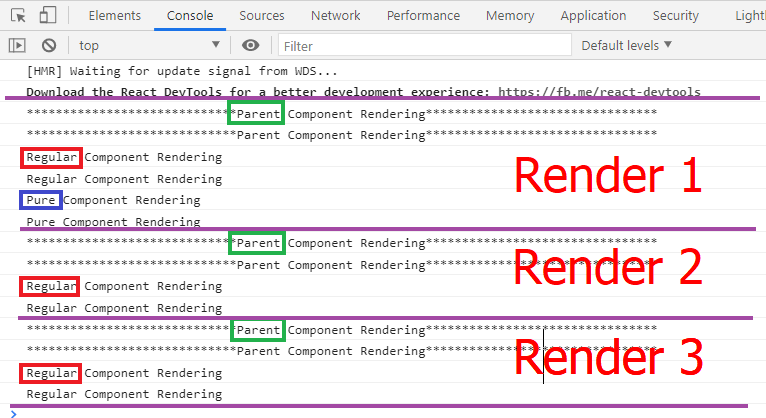 Elements Console Sources Network Performance Memory Application Security Lighth
top Filter Default levels
[HMR] Waiting for update signal from WDS...
Download the React DevTools for a better development experience: https://fb.me/react-devtools
*****************************Parent Component Rendering********************************
*****************************Parent Component Rendering********************************
Regular Component Rendering
Regular Component Rendering
Pure Component Rendering
Pure Component Rendering
Render 1
*****************************Parent Component Rendering********************************
*****************************Parent Component Rendering********************************
Regular Component Rendering
Regular Component Rendering
Render 2
*****************************Parent Component Rendering********************************
*****************************Parent Component Rendering********************************
Regular Component Rendering
Regular Component Rendering
Render 3